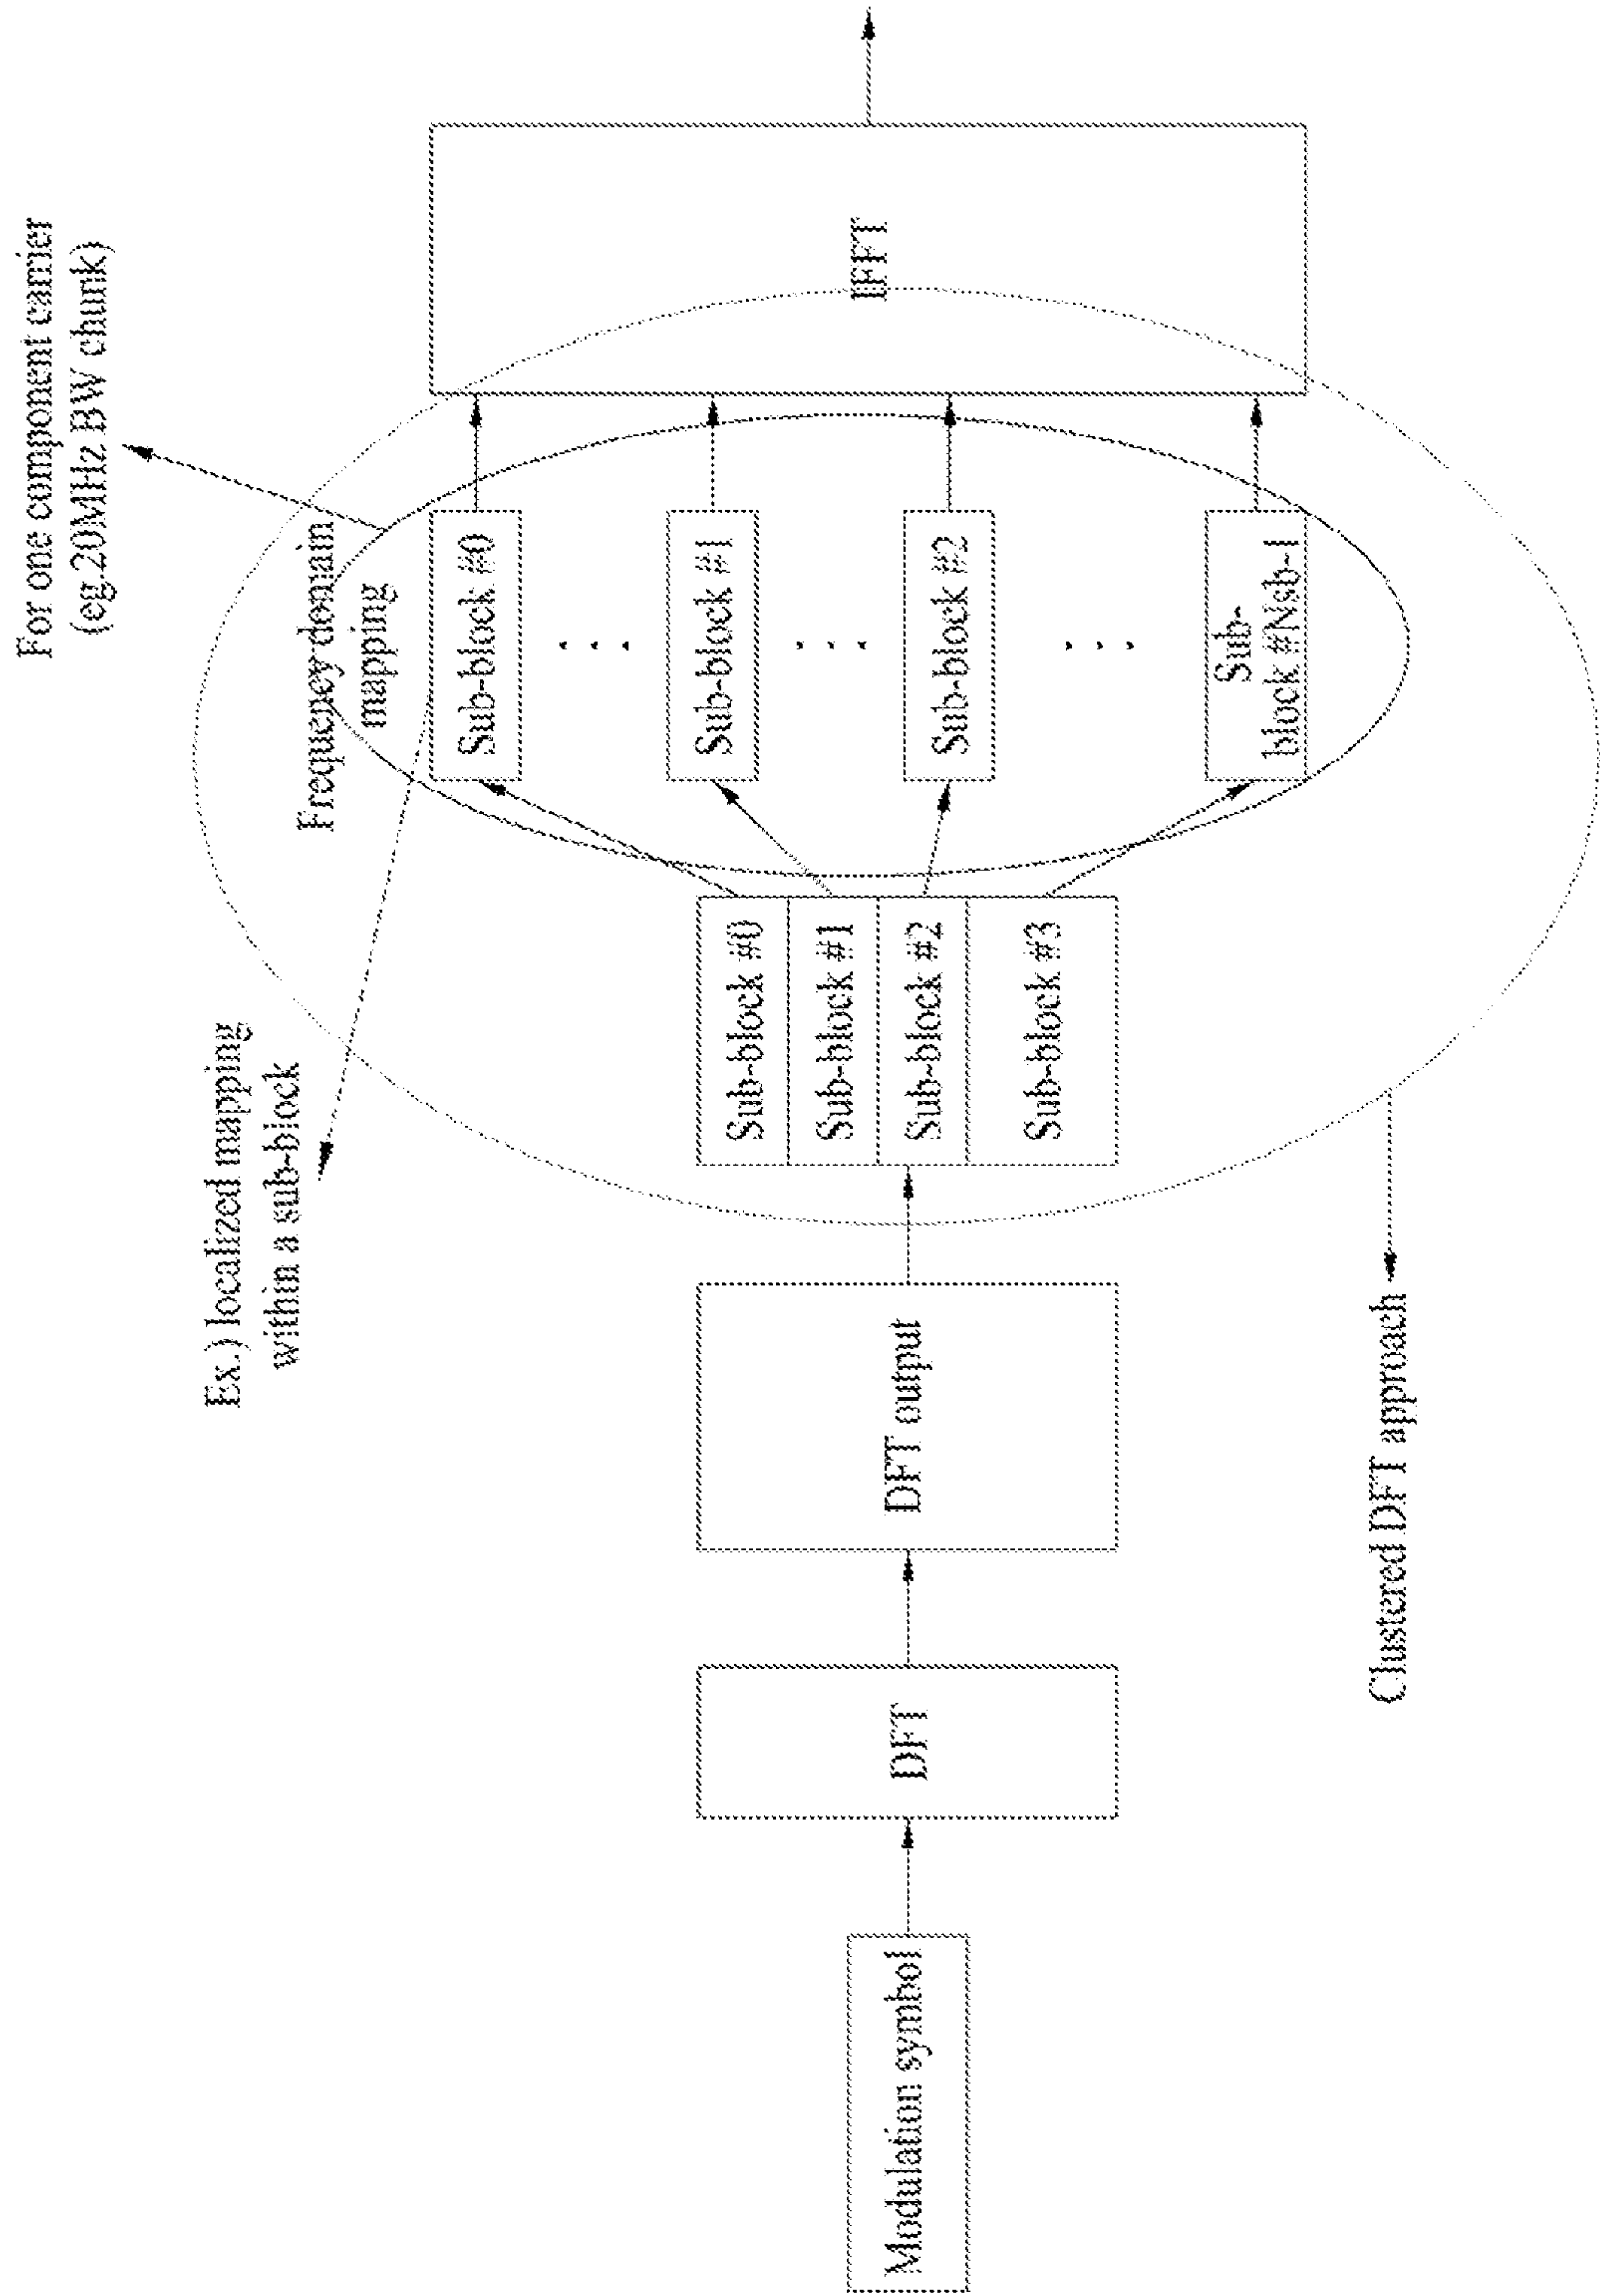 For one component carrier
(eg.20MHz BW chunk)
Ex.) localized mapping
within a sub-block
Frequency domain
mapping
Modulation symbol
DFT
DFT output
Sub-block #0
Sub-block #1
Sub-block #2
Sub-block #3
Sub-block #0
Sub-block #1
Sub-block #2
Sub-
block #Nsb-1
IFFT
Clustered DFT approach